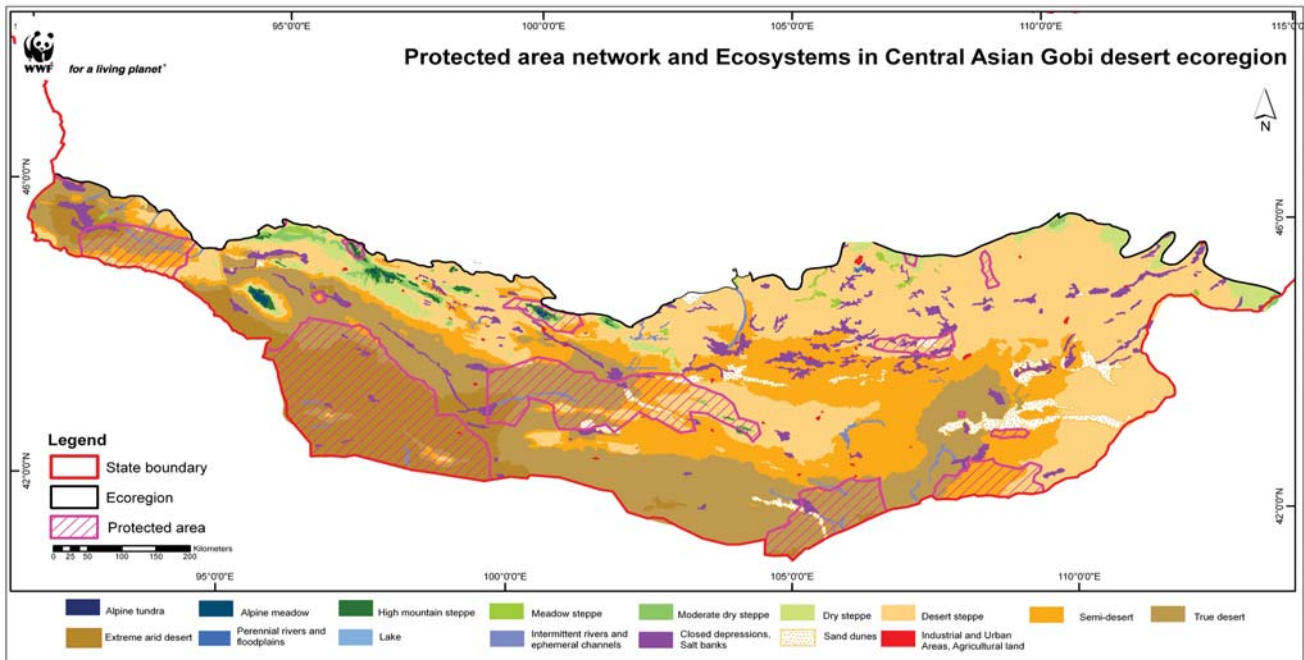 95°0'0"E 100°0'0"E 105°0'0"E 110°0'0"E 115°0'0"E
WWF for a living planet®
Protected area network and Ecosystems in Central Asian Gobi desert ecoregion
N
46°0'0"N 46°0'0"N
42°0'0"N 42°0'0"N
Legend
State boundary
Ecoregion
Protected area
Kilometers
0 25 50 100 150 200
95°0'0"E 100°0'0"E 105°0'0"E 110°0'0"E
Alpine tundra Alpine meadow High mountain steppe Meadow steppe Moderate dry steppe Dry steppe Desert steppe Semi-desert True desert
Extreme arid desert Perennial rivers and floodplains Lake Intermittent rivers and ephemeral channels Closed depressions, Salt banks Sand dunes Industrial and Urban Areas, Agricultural land